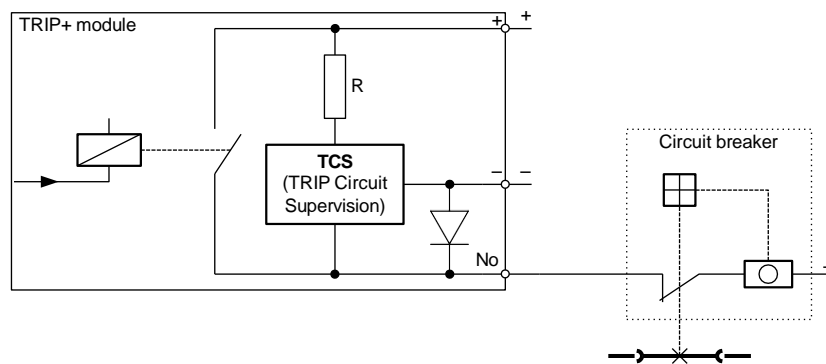 TRIP+ module
+ +
R
TCS
(TRIP Circuit
Supervision)
− −
No
Circuit breaker
-